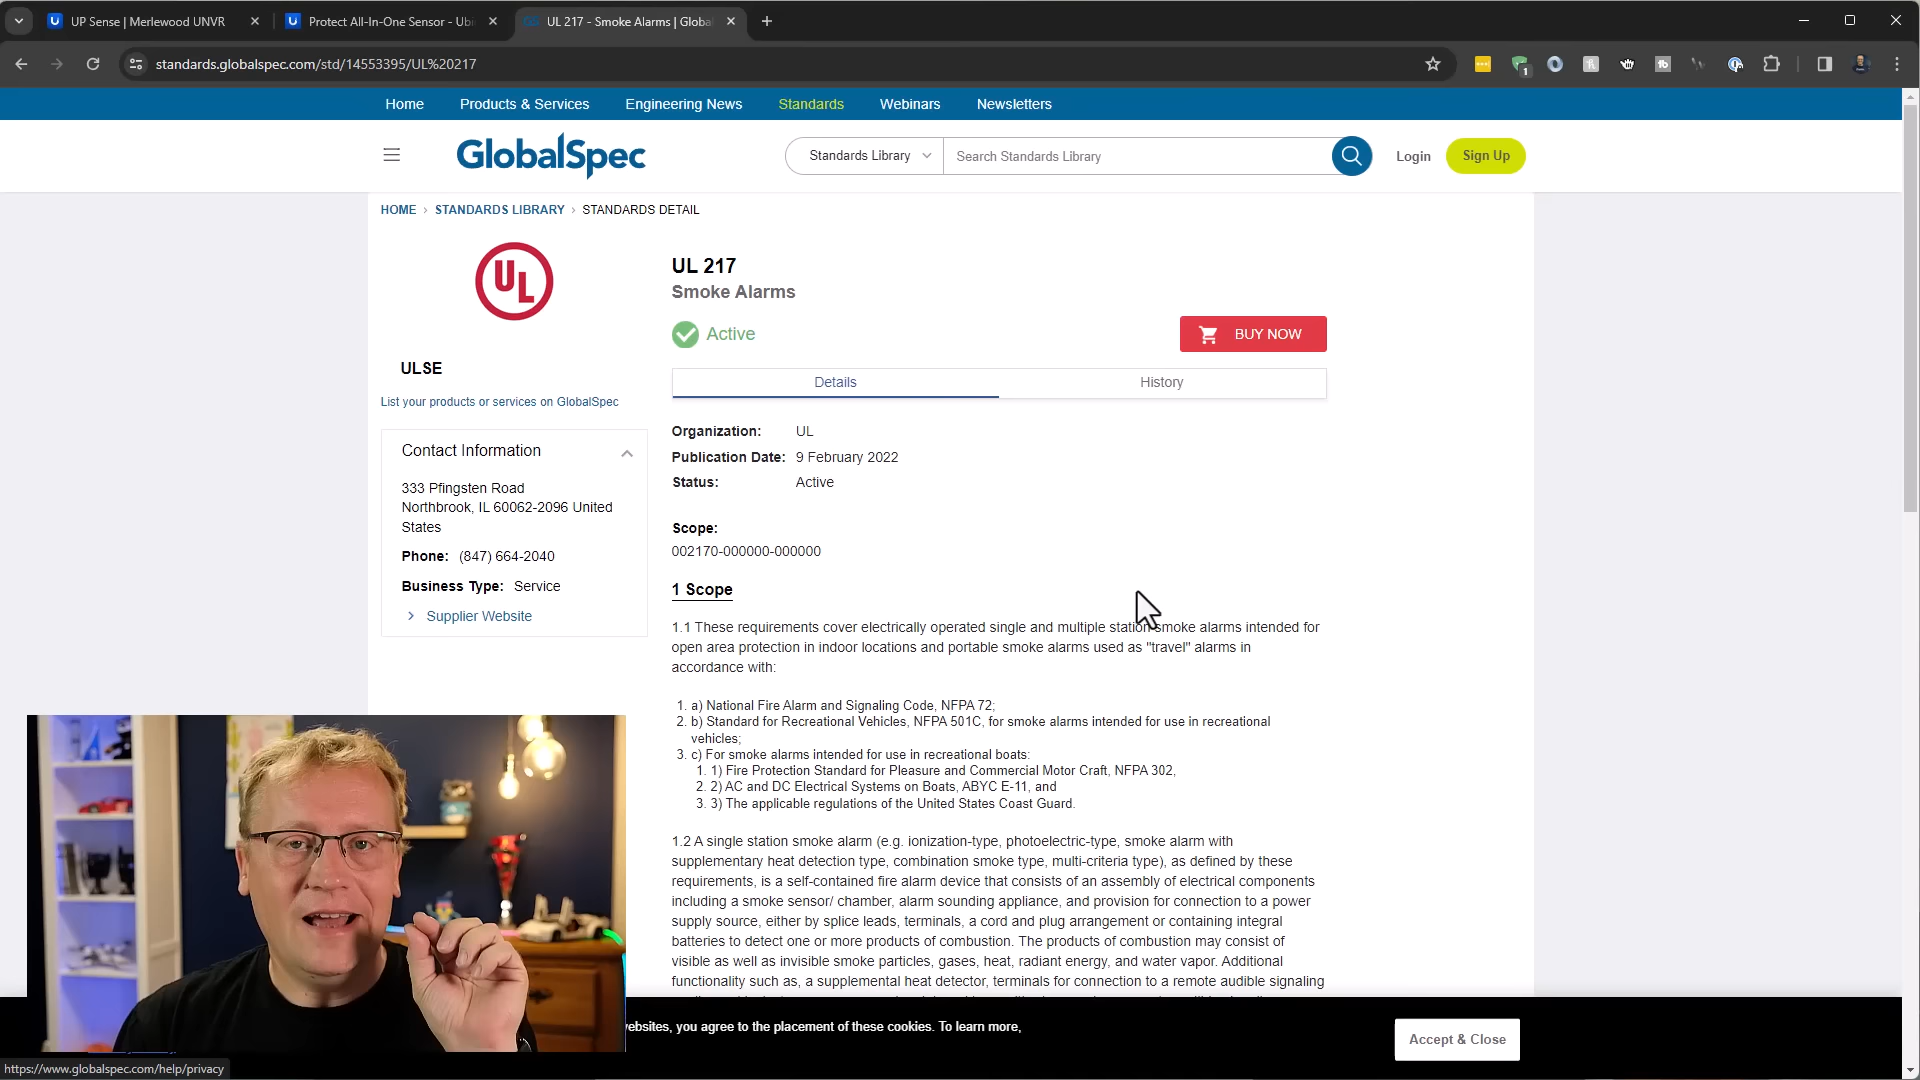 UP Sense | Merlewood UNVR
Protect All-In-One Sensor - Ubi
UL 217 - Smoke Alarms | Globa
standards.globalspec.com/std/14553395/UL%20217
Home
Products & Services
Engineering News
Standards
Webinars
Newsletters
GlobalSpec
Standards Library
Search Standards Library
Login
Sign Up
HOME › STANDARDS LIBRARY › STANDARDS DETAIL
UL
ULSE
List your products or services on GlobalSpec
Contact Information
333 Pfingsten Road
Northbrook, IL 60062-2096 United
States
Phone: (847) 664-2040
Business Type: Service
Supplier Website
UL 217
Smoke Alarms
Active
BUY NOW
Details
History
Organization: UL
Publication Date: 9 February 2022
Status: Active
Scope:
002170-000000-000000
1 Scope
1.1 These requirements cover electrically operated single and multiple station smoke alarms intended for
open area protection in indoor locations and portable smoke alarms used as "travel" alarms in
accordance with:
1. a) National Fire Alarm and Signaling Code, NFPA 72;
2. b) Standard for Recreational Vehicles, NFPA 501C, for smoke alarms intended for use in recreational
vehicles;
3. c) For smoke alarms intended for use in recreational boats:
1. 1) Fire Protection Standard for Pleasure and Commercial Motor Craft, NFPA 302,
2. 2) AC and DC Electrical Systems on Boats, ABYC E-11, and
3. 3) The applicable regulations of the United States Coast Guard.
1.2 A single station smoke alarm (e.g. ionization-type, photoelectric-type, smoke alarm with
supplementary heat detection type, combination smoke type, multi-criteria type), as defined by these
requirements, is a self-contained fire alarm device that consists of an assembly of electrical components
including a smoke sensor/ chamber, alarm sounding appliance, and provision for connection to a power
supply source, either by splice leads, terminals, a cord and plug arrangement or containing integral
batteries to detect one or more products of combustion. The products of combustion may consist of
visible as well as invisible smoke particles, gases, heat, radiant energy, and water vapor. Additional
functionality such as, a supplemental heat detector, terminals for connection to a remote audible signaling
ebsites, you agree to the placement of these cookies. To learn more,
Accept & Close
https://www.globalspec.com/help/privacy